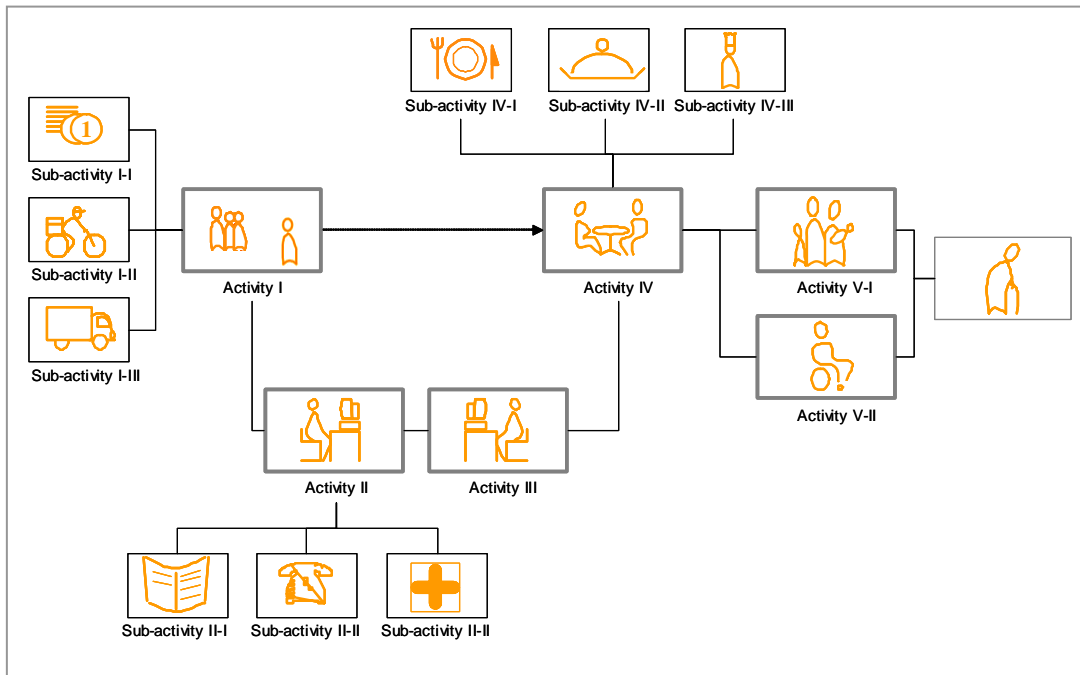 Sub-activity IV-I
Sub-activity IV-II
Sub-activity IV-III
1
Sub-activity I-I
Sub-activity I-II
Sub-activity I-III
Activity I
Activity IV
Activity V-I
Activity V-II
Activity II
Activity III
Sub-activity II-I
Sub-activity II-II
Sub-activity II-II